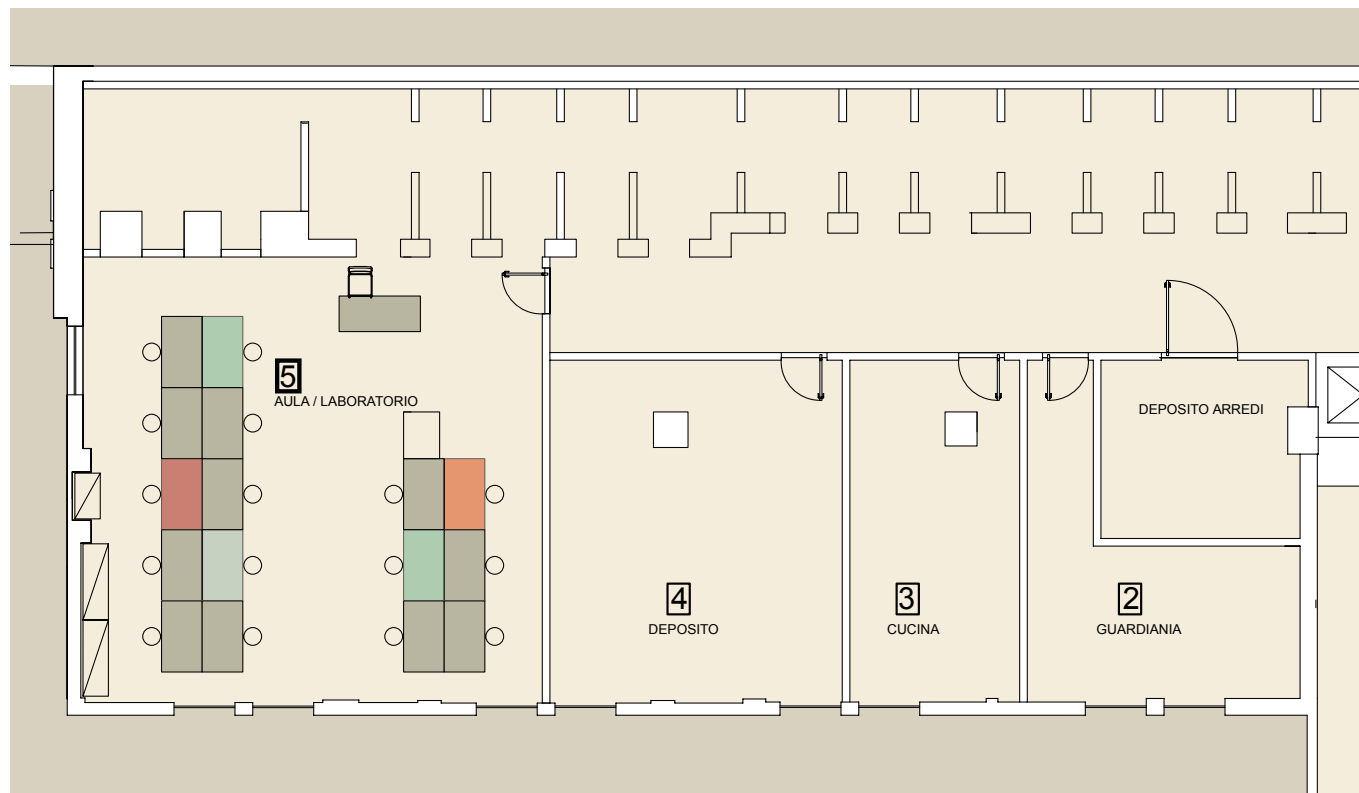 5
AULA / LABORATORIO
DEPOSITO ARREDI
4
DEPOSITO
3
CUCINA
2
GUARDIANIA